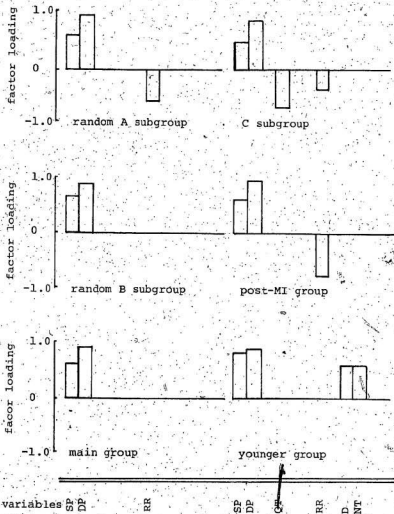 factor loading
1.0
0
-1.0
random A subgroup
C subgroup
factor loading
1.0
0
-1.0
random B subgroup
post-MI group
facor loading
1.0
0
-1.0
main group
younger group
variables
SP
DP
RR
SP
DP
RR
D
NT